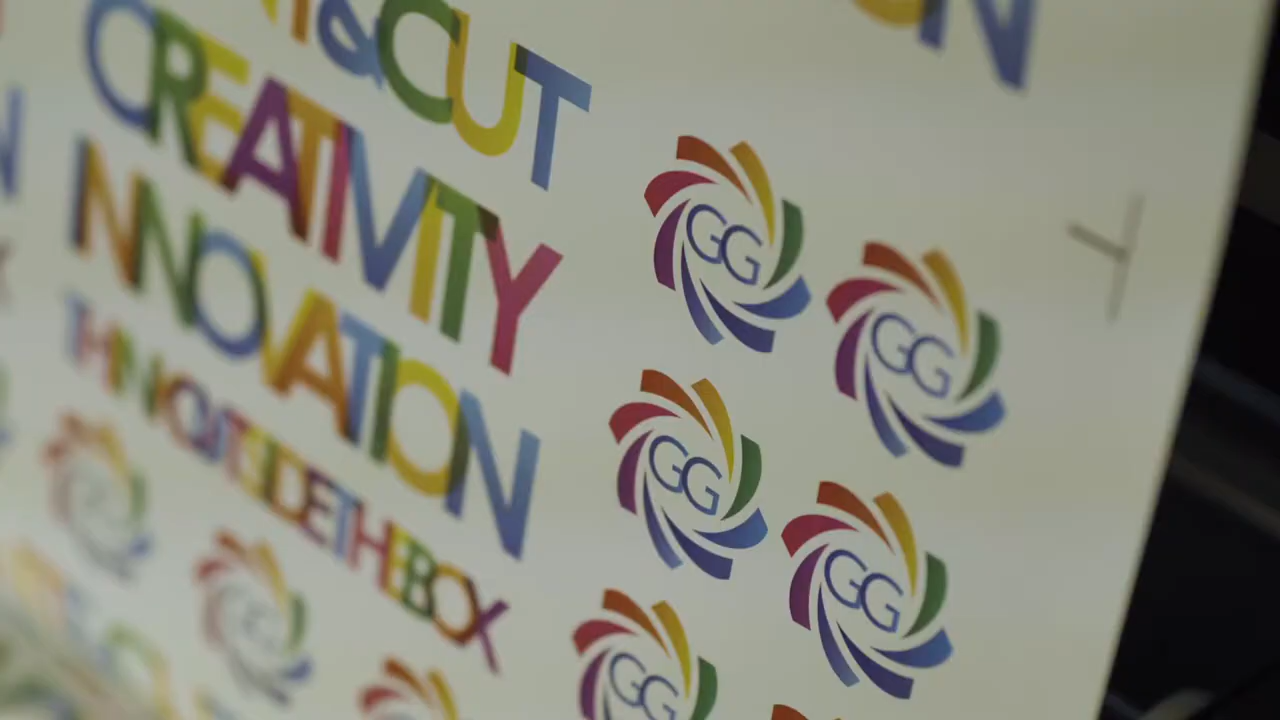 &CUT
CREATIVITY
INNOVATION
THINKOUTSIDETHEBOX
N
GG
GG
GG
GG
GG